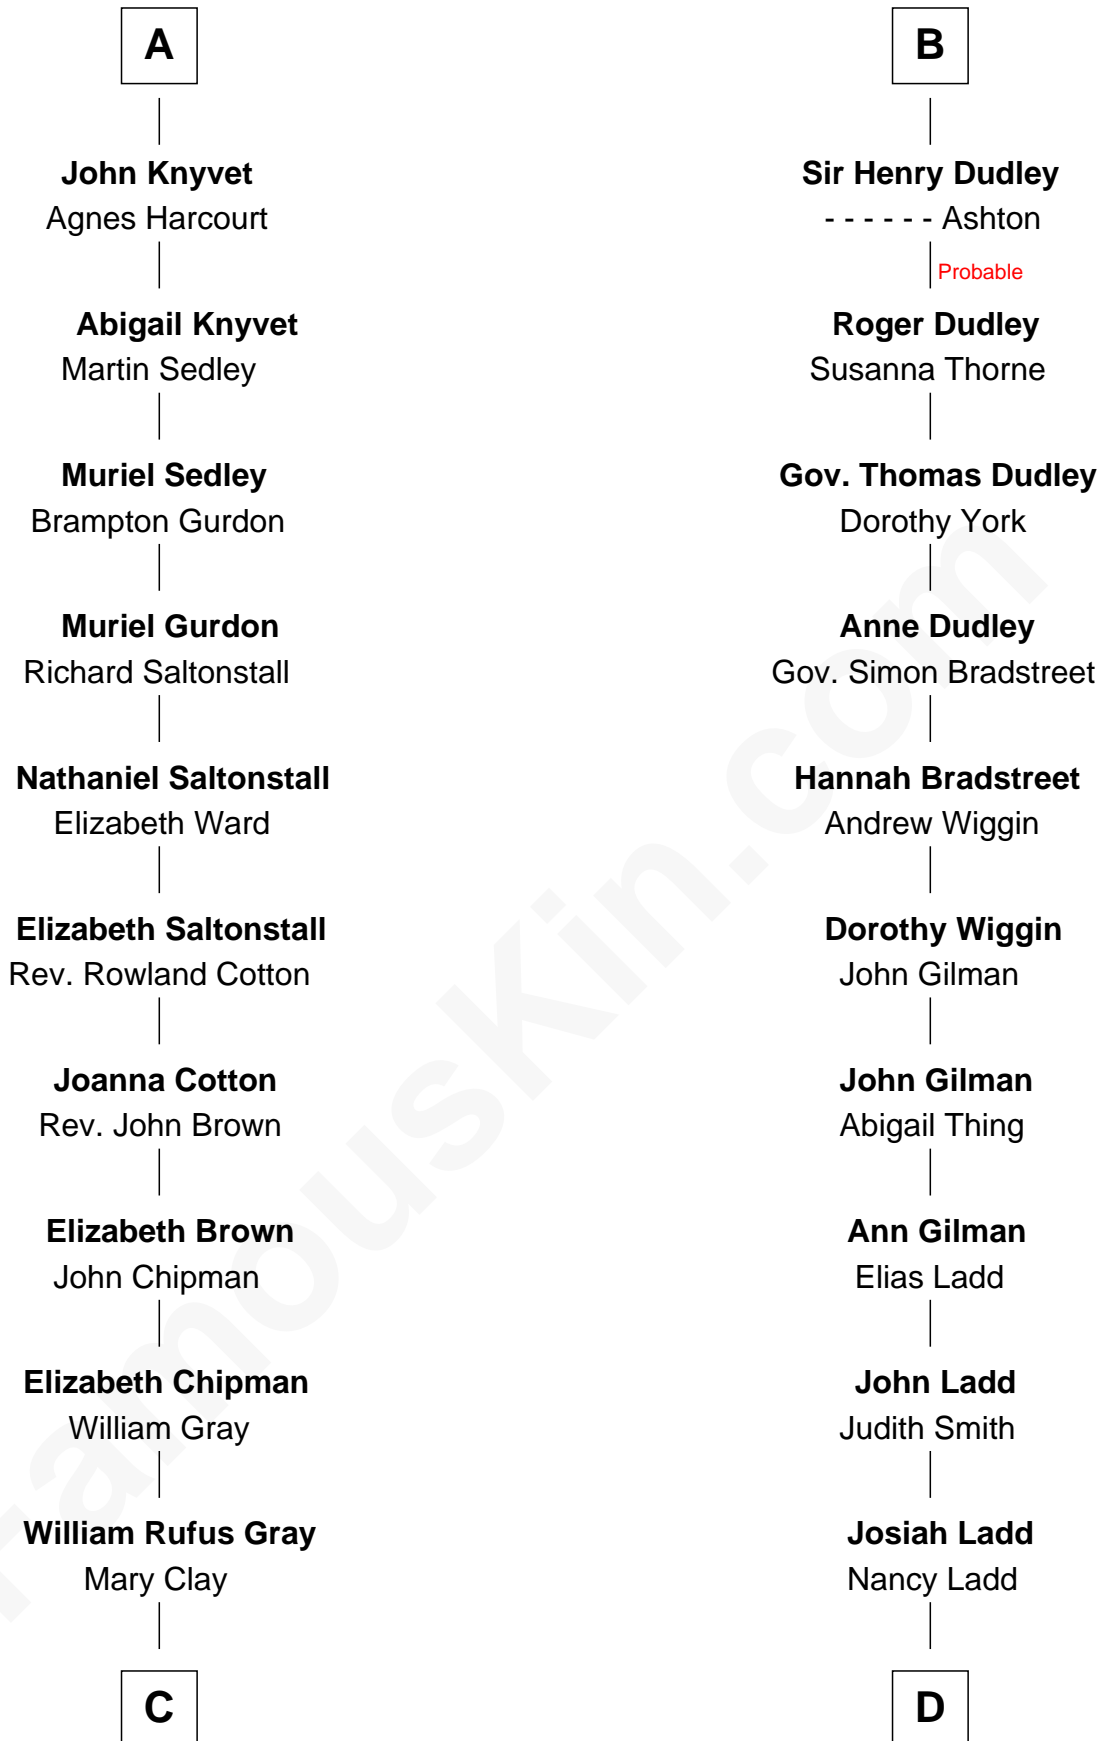 A
John Knyvet
Agnes Harcourt
Abigail Knyvet
Martin Sedley
Muriel Sedley
Brampton Gurdon
Muriel Gurdon
Richard Saltonstall
Nathaniel Saltonstall
Elizabeth Ward
Elizabeth Saltonstall
Rev. Rowland Cotton
Joanna Cotton
Rev. John Brown
Elizabeth Brown
John Chipman
Elizabeth Chipman
William Gray
William Rufus Gray
Mary Clay
C
B
Sir Henry Dudley
- - - - - - Ashton
Probable
Roger Dudley
Susanna Thorne
Gov. Thomas Dudley
Dorothy York
Anne Dudley
Gov. Simon Bradstreet
Hannah Bradstreet
Andrew Wiggin
Dorothy Wiggin
John Gilman
John Gilman
Abigail Thing
Ann Gilman
Elias Ladd
John Ladd
Judith Smith
Josiah Ladd
Nancy Ladd
D
FamousKin.com